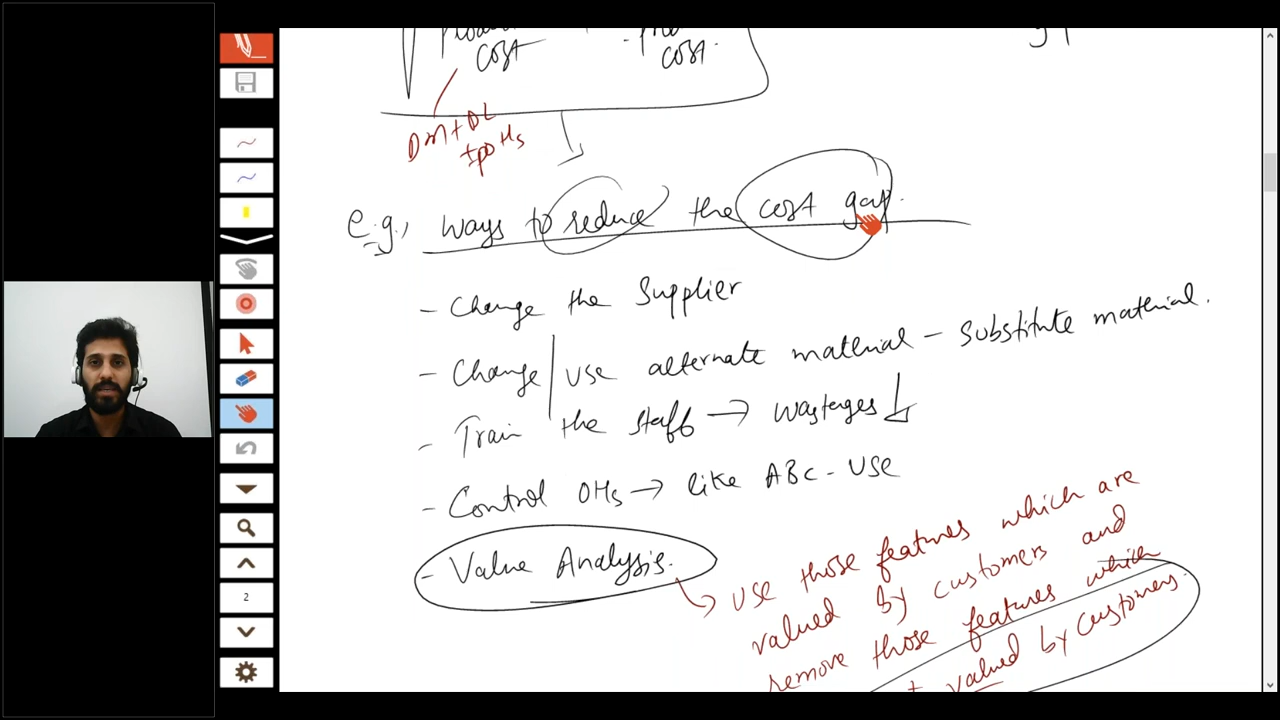 cost
cost.
DM + DL
+ POHs
e.g., ways to reduce the cost gap.
- Change the Supplier
- Change / use alternate material - Substitute material.
- Train the staff → wastages ↓
- Control OHs → like ABC - USE
- Value Analysis.
use those features which are
valued by customers and
remove those features which
valued by customers.
2